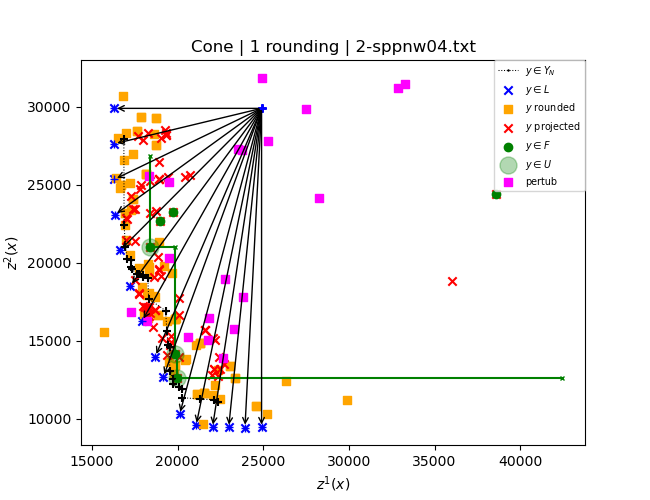 Cone | 1 rounding | 2-sppnw04.txt
y ∈ Y_N
y ∈ L
y rounded
y projected
y ∈ F
y ∈ U
pertub
30000
25000
20000
15000
10000
z²(x)
15000 20000 25000 30000 35000 40000
z¹(x)